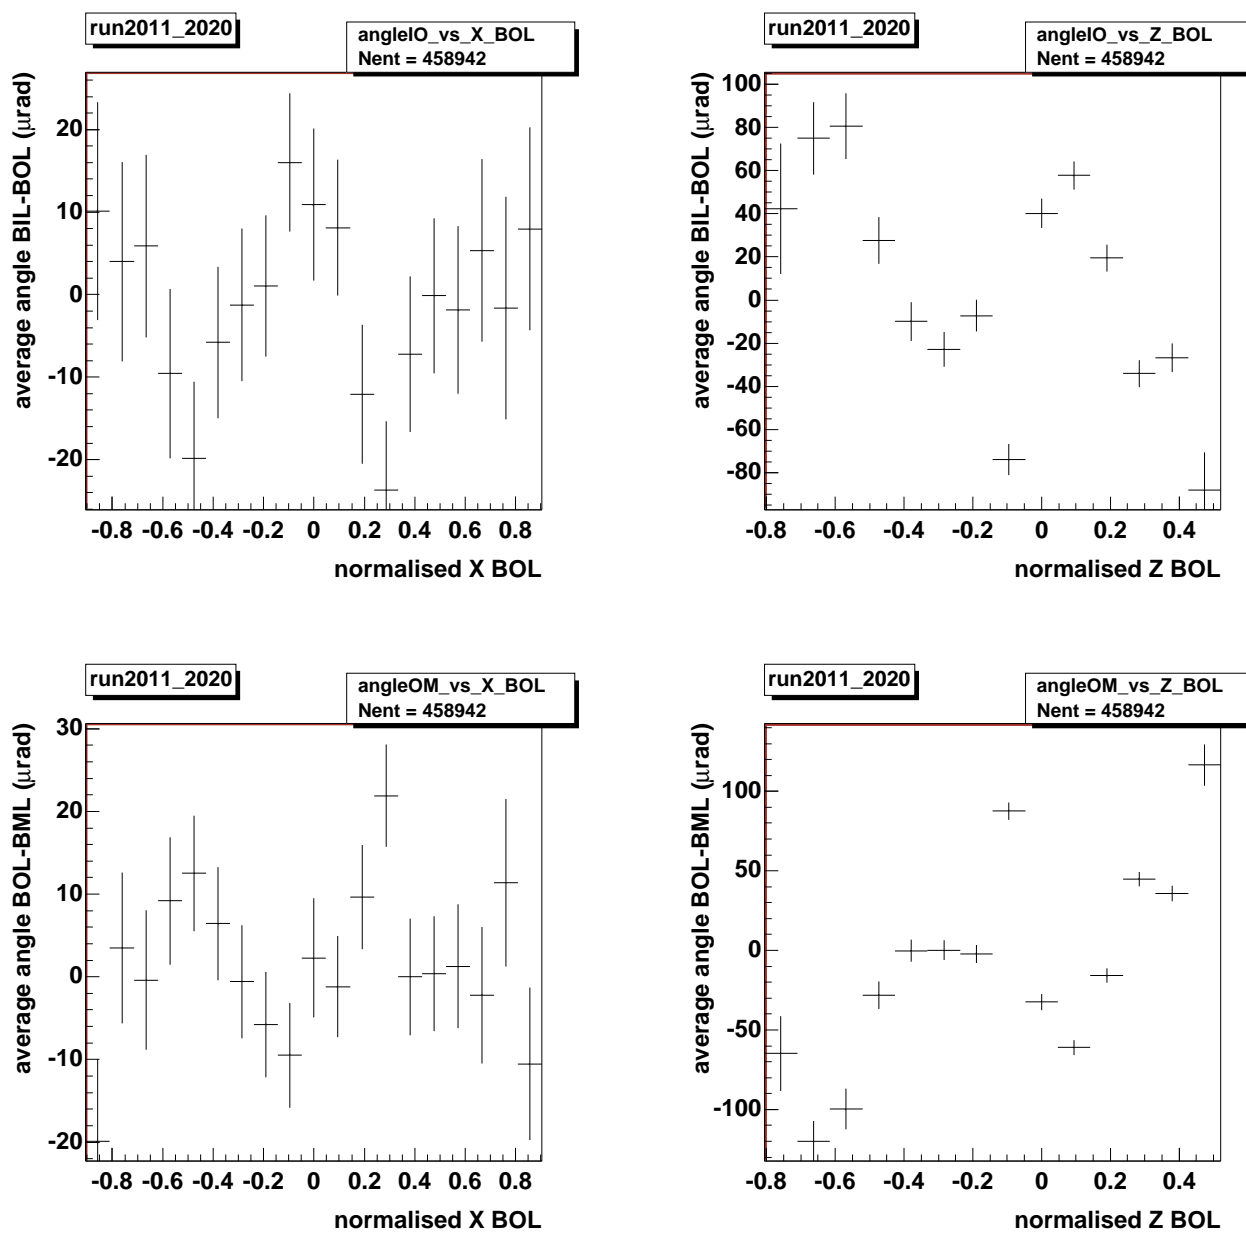 run2011_2020
angleIO_vs_X_BOL
Nent = 458942
average angle BIL-BOL (μrad)
20
10
0
-10
-20
-0.8 -0.6 -0.4 -0.2 0 0.2 0.4 0.6 0.8
normalised X BOL
run2011_2020
angleIO_vs_Z_BOL
Nent = 458942
average angle BIL-BOL (μrad)
100
80
60
40
20
0
-20
-40
-60
-80
-0.8 -0.6 -0.4 -0.2 0 0.2 0.4
normalised Z BOL
run2011_2020
angleOM_vs_X_BOL
Nent = 458942
average angle BOL-BML (μrad)
30
20
10
0
-10
-20
-0.8 -0.6 -0.4 -0.2 0 0.2 0.4 0.6 0.8
normalised X BOL
run2011_2020
angleOM_vs_Z_BOL
Nent = 458942
average angle BOL-BML (μrad)
100
50
0
-50
-100
-0.8 -0.6 -0.4 -0.2 0 0.2 0.4
normalised Z BOL